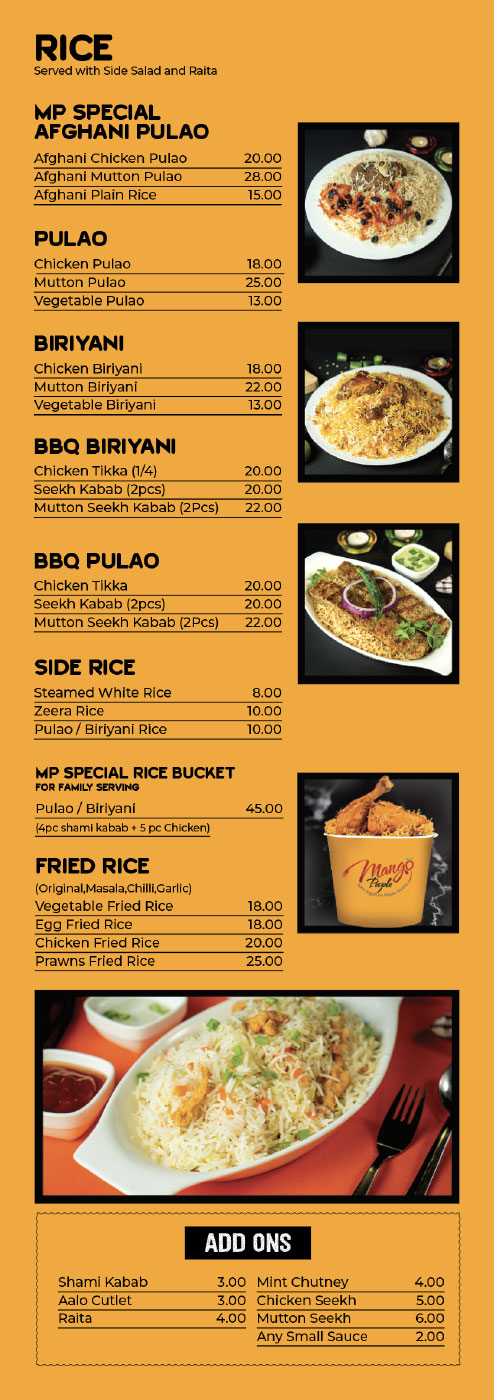 RICE
Served with Side Salad and Raita
MP SPECIAL
AFGHANI PULAO
Afghani Chicken Pulao 20.00
Afghani Mutton Pulao 28.00
Afghani Plain Rice 15.00
PULAO
Chicken Pulao 18.00
Mutton Pulao 25.00
Vegetable Pulao 13.00
BIRIYANI
Chicken Biriyani 18.00
Mutton Biriyani 22.00
Vegetable Biriyani 13.00
BBQ BIRIYANI
Chicken Tikka (1/4) 20.00
Seekh Kabab (2pcs) 20.00
Mutton Seekh Kabab (2Pcs) 22.00
BBQ PULAO
Chicken Tikka 20.00
Seekh Kabab (2pcs) 20.00
Mutton Seekh Kabab (2Pcs) 22.00
SIDE RICE
Steamed White Rice 8.00
Zeera Rice 10.00
Pulao / Biriyani Rice 10.00
MP SPECIAL RICE BUCKET
FOR FAMILY SERVING
Pulao / Biriyani 45.00
(4pc shami kabab + 5 pc Chicken)
Mango
People
FRIED RICE
(Original,Masala,Chilli,Garlic)
Vegetable Fried Rice 18.00
Egg Fried Rice 18.00
Chicken Fried Rice 20.00
Prawns Fried Rice 25.00
ADD ONS
Shami Kabab 3.00
Aalo Cutlet 3.00
Raita 4.00
Mint Chutney 4.00
Chicken Seekh 5.00
Mutton Seekh 6.00
Any Small Sauce 2.00